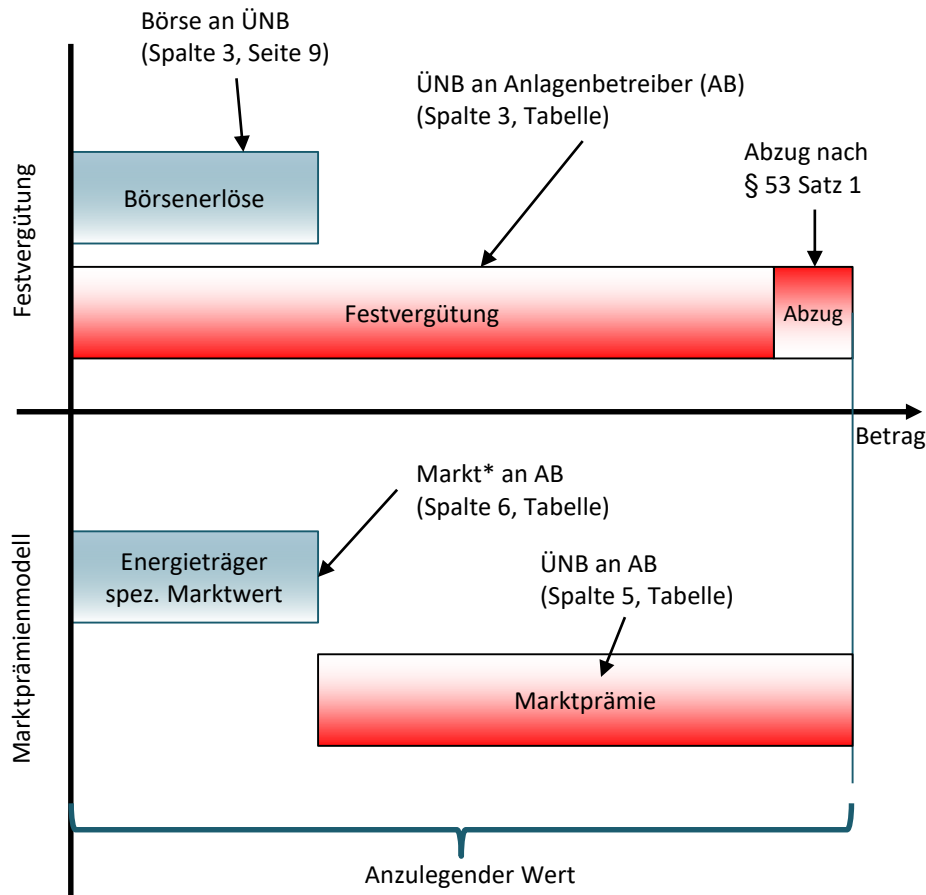 Börse an ÜNB
(Spalte 3, Seite 9)
ÜNB an Anlagenbetreiber (AB)
(Spalte 3, Tabelle)
Abzug nach
§ 53 Satz 1
Festvergütung
Börsenerlöse
Festvergütung
Abzug
Betrag
Marktprämienmodell
Markt* an AB
(Spalte 6, Tabelle)
Energieträger
spez. Marktwert
ÜNB an AB
(Spalte 5, Tabelle)
Marktprämie
Anzulegender Wert